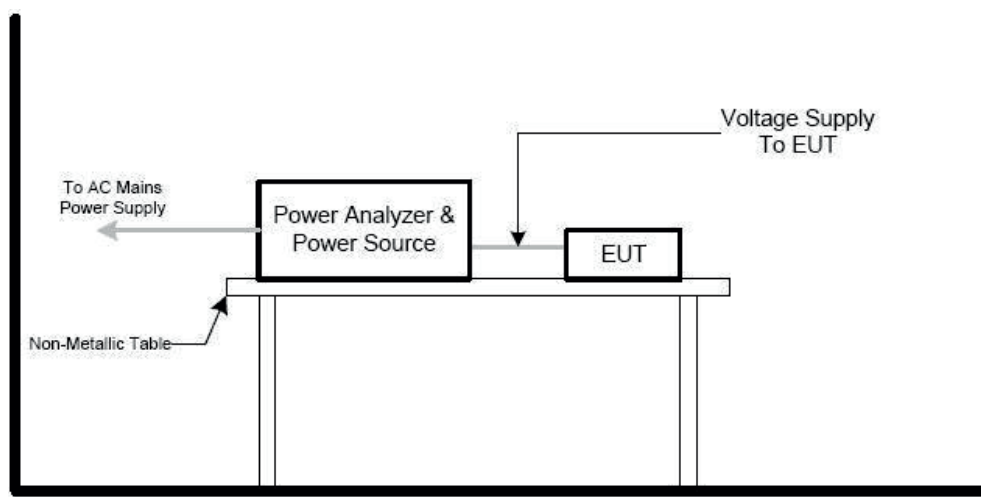 Voltage Supply
To EUT
To AC Mains
Power Supply
Power Analyzer &
Power Source
EUT
Non-Metallic Table